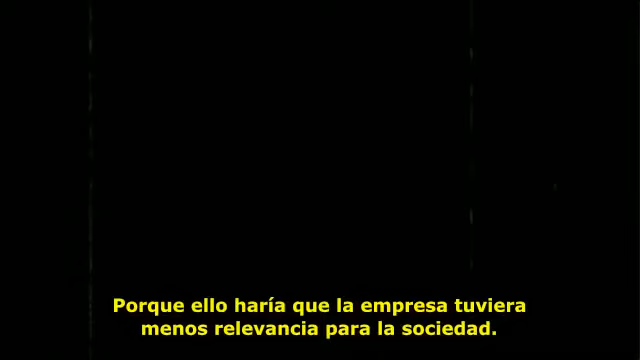 Porque ello haría que la empresa tuviera
menos relevancia para la sociedad.